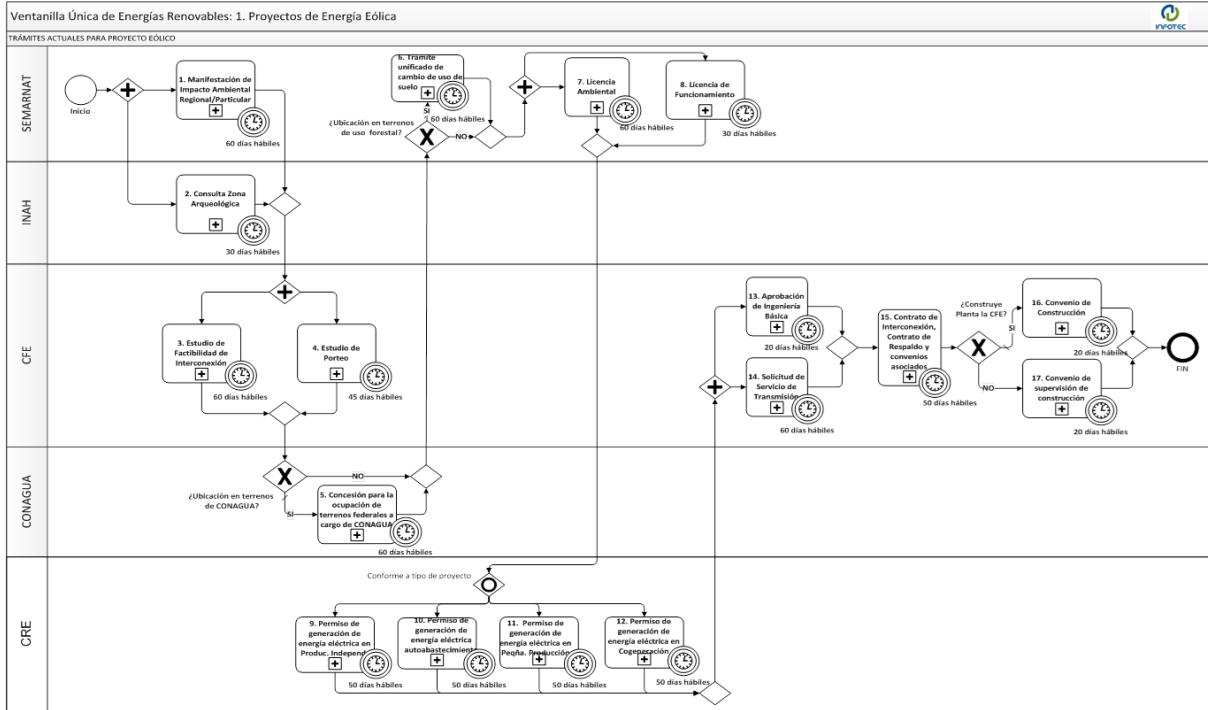 Ventanilla Única de Energías Renovables: 1. Proyectos de Energía Eólica
INFOTEC
TRÁMITES ACTUALES PARA PROYECTO EÓLICO
SEMARNAT
Inicio
1. Manifestación de
Impacto Ambiental
Regional/Particular
60 días hábiles
6. Tramite
unificado de
cambio de uso de
suelo
60 días hábiles
¿Ubicación en terrenos
de uso forestal?
SI
NO
7. Licencia
Ambiental
60 días hábiles
8. Licencia de
Funcionamiento
30 días hábiles
INAH
2. Consulta Zona
Arqueológica
30 días hábiles
CFE
3. Estudio de
Factibilidad de
Interconexión
60 días hábiles
4. Estudio de
Porteo
45 días hábiles
13. Aprobación
de Ingeniería
Básica
20 días hábiles
14. Solicitud de
Servicio de
Transmisión
60 días hábiles
15. Contrato de
Interconexión,
Contrato de
Respaldo y
convenios
asociados
50 días hábiles
¿Construye
Planta la CFE?
SI
NO
16. Convenio de
Construcción
20 días hábiles
17. Convenio de
supervisión de
construcción
20 días hábiles
FIN
CONAGUA
¿Ubicación en terrenos
de CONAGUA?
NO
SI
5. Concesión para la
ocupación de
terrenos federales a
cargo de CONAGUA
60 días hábiles
CRE
Conforme a tipo de proyecto
9. Permiso de
generación de
energía eléctrica en
Produc. Independ
50 días hábiles
10. Permiso de
generación de
energía eléctrica
autoabastecimiento
50 días hábiles
11. Permiso de
generación de
energía eléctrica en
Peqña. Producción
50 días hábiles
12. Permiso de
generación de
energía eléctrica en
Cogeneración
50 días hábiles